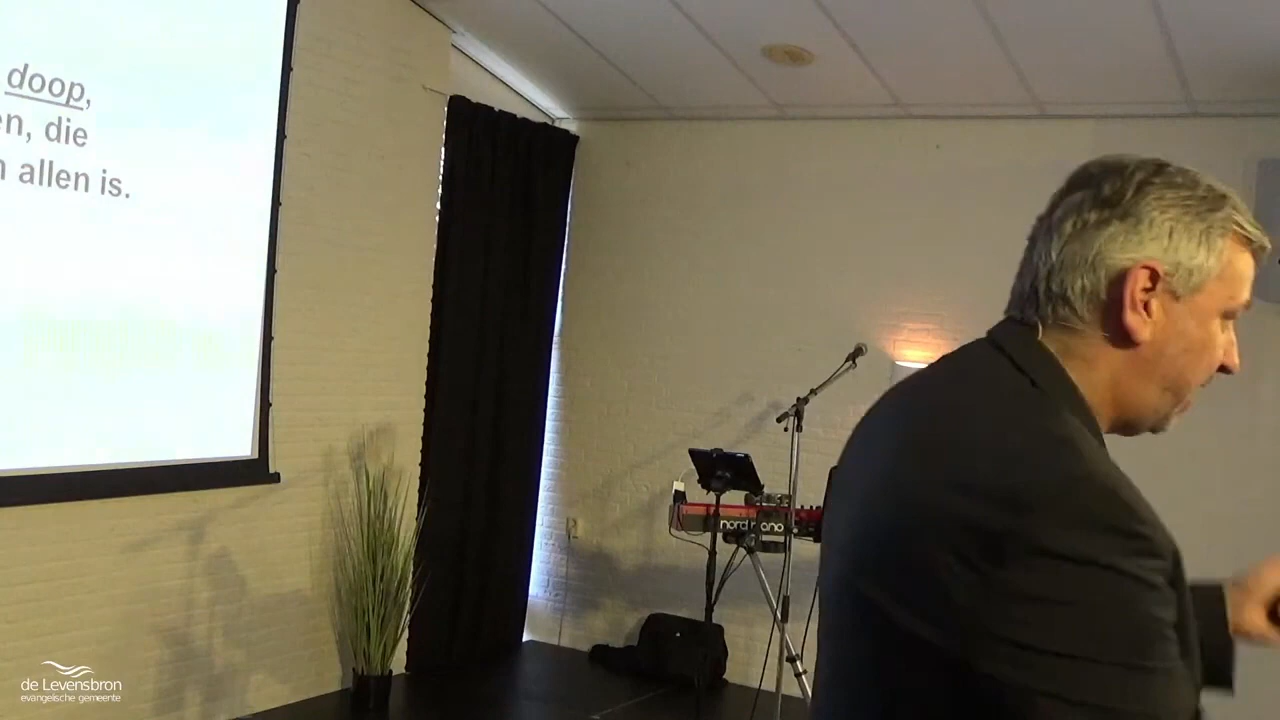 doop,
en, die
allen is.
nord piano
de Levensbron
evangelische gemeente